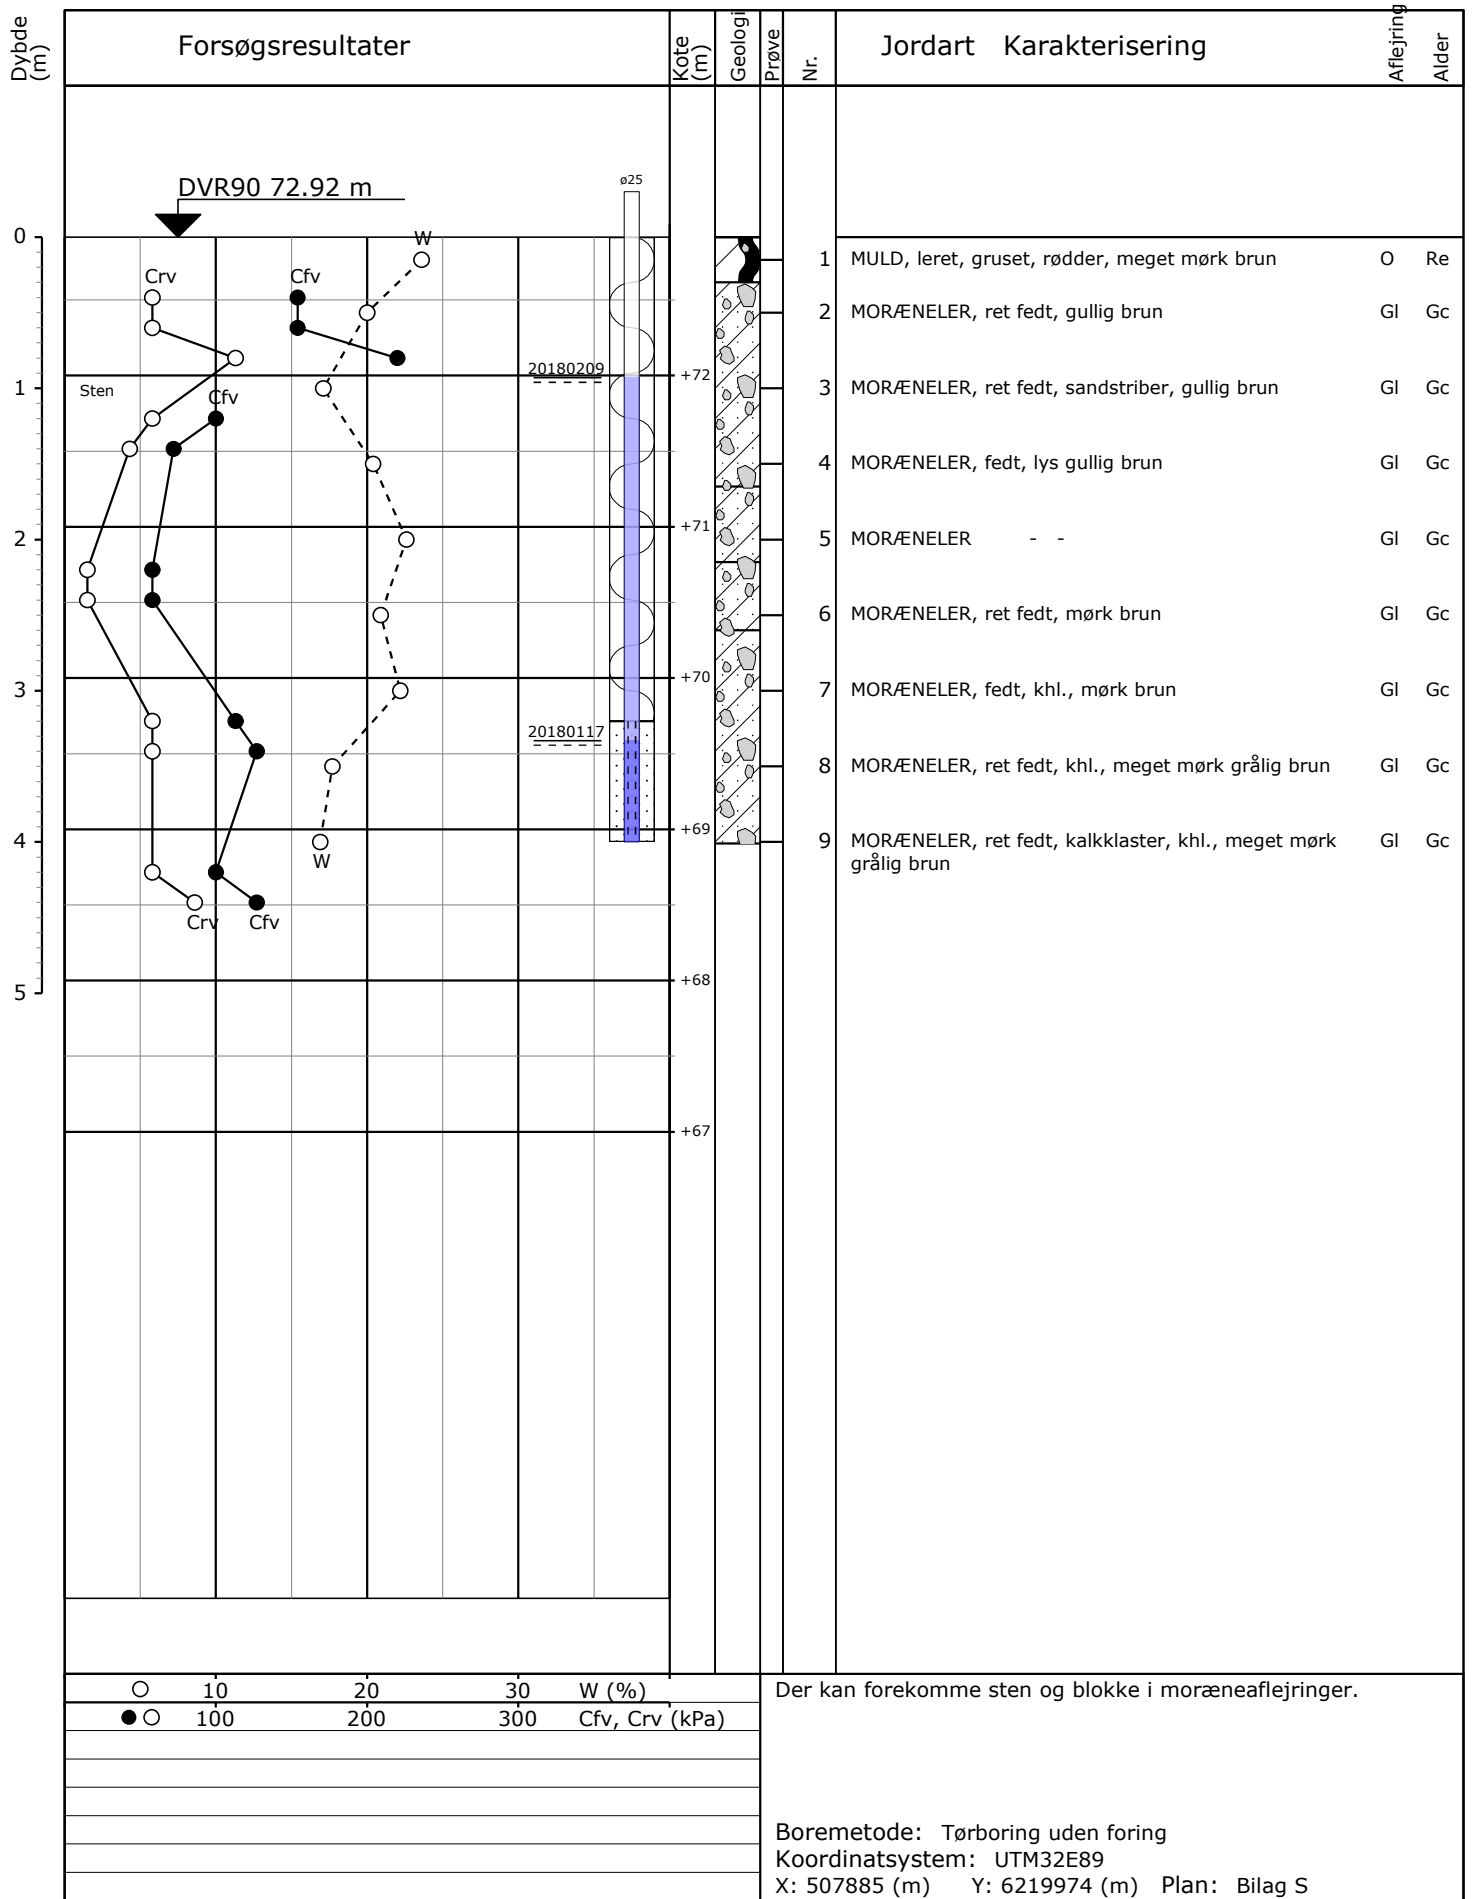 Dybde (m)
Forsøgsresultater
Kote (m)
Geologi
Prøve
Nr.
Jordart Karakterisering
Aflejring
Alder
DVR90 72.92 m
ø25
0
W
1 MULD, leret, gruset, rødder, meget mørk brun O Re
Crv
Cfv
2 MORÆNELER, ret fedt, gullig brun Gl Gc
20180209
+72
1
Sten
Cfv
3 MORÆNELER, ret fedt, sandstriber, gullig brun Gl Gc
4 MORÆNELER, fedt, lys gullig brun Gl Gc
+71
2
5 MORÆNELER - - Gl Gc
6 MORÆNELER, ret fedt, mørk brun Gl Gc
+70
3
7 MORÆNELER, fedt, khl., mørk brun Gl Gc
20180117
8 MORÆNELER, ret fedt, khl., meget mørk grålig brun Gl Gc
+69
4
W
9 MORÆNELER, ret fedt, kalkklaster, khl., meget mørk Gl Gc
grålig brun
Crv
Cfv
+68
5
+67
10 20 30 W (%)
100 200 300 Cfv, Crv (kPa)
Der kan forekomme sten og blokke i moræneaflejringer.
Boremetode: Tørboring uden foring
Koordinatsystem: UTM32E89
X: 507885 (m) Y: 6219974 (m) Plan: Bilag S